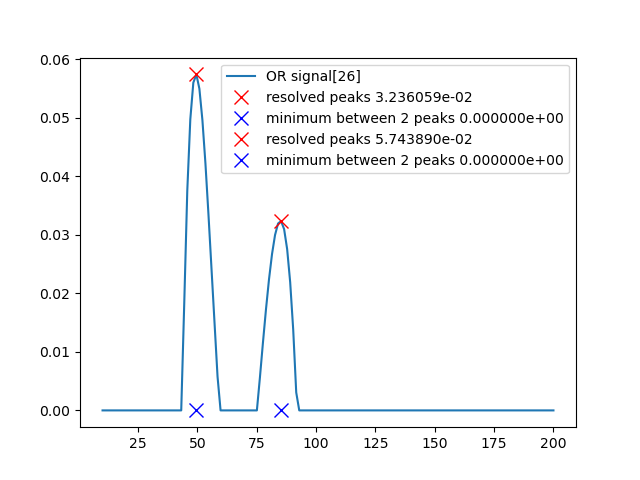 0.06
0.05
0.04
0.03
0.02
0.01
0.00
OR signal[26]
resolved peaks 3.236059e-02
minimum between 2 peaks 0.000000e+00
resolved peaks 5.743890e-02
minimum between 2 peaks 0.000000e+00
25 50 75 100 125 150 175 200